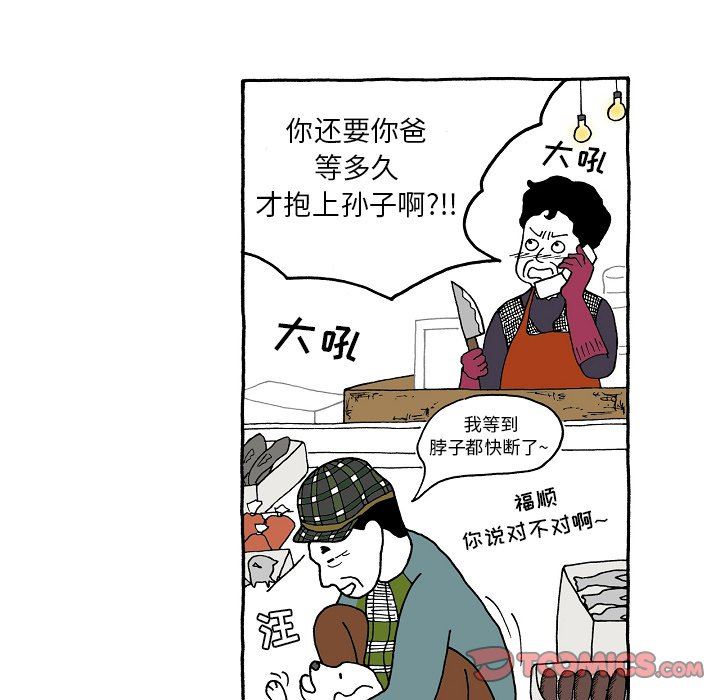 你还要你爸
等多久
才抱上孙子啊?!!
大吼
大吼
我等到
脖子都快断了~
福顺
你说对不对啊~
汪
TOOMICS.COM